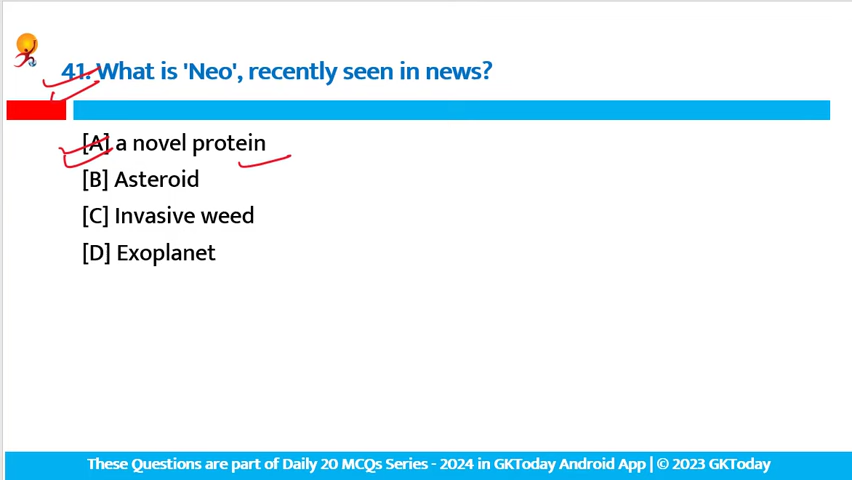 41. What is 'Neo', recently seen in news?
[A] a novel protein
[B] Asteroid
[C] Invasive weed
[D] Exoplanet
These Questions are part of Daily 20 MCQs Series - 2024 in GKToday Android App | © 2023 GKToday